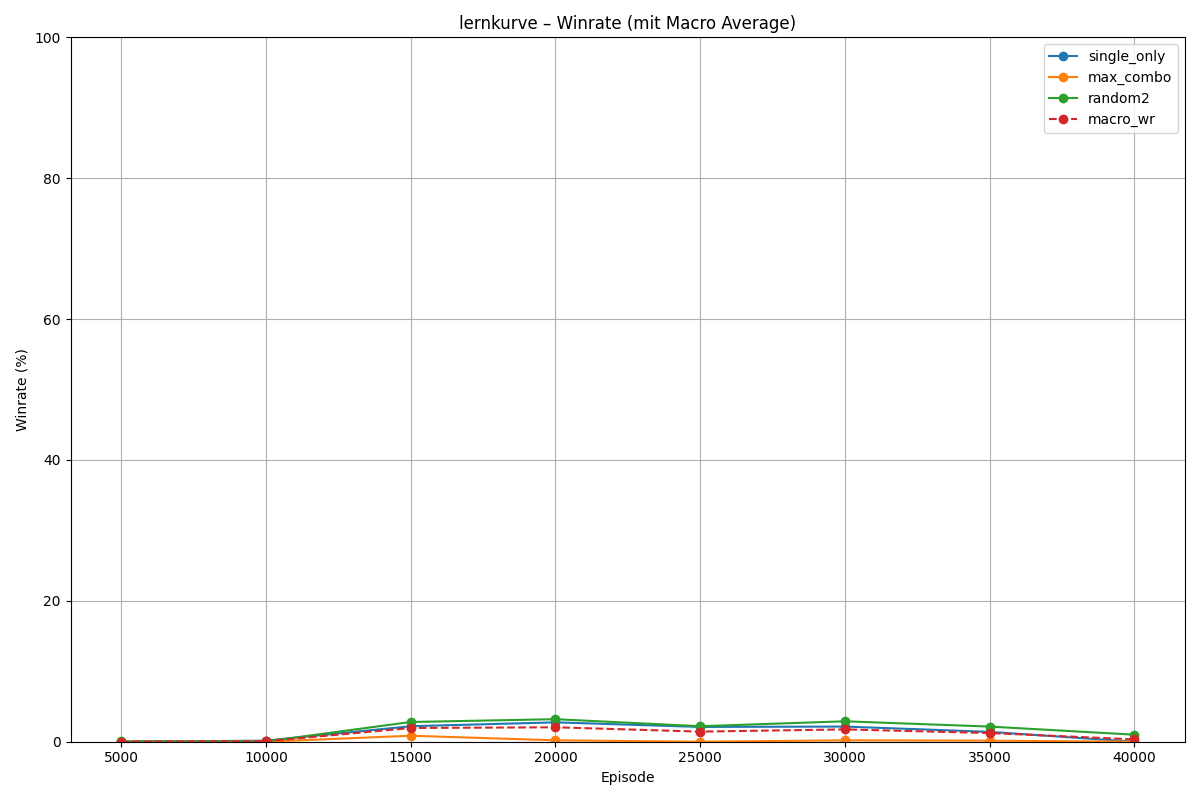 lernkurve – Winrate (mit Macro Average)
100
80
60
40
20
0
Winrate (%)
single_only
max_combo
random2
macro_wr
5000 10000 15000 20000 25000 30000 35000 40000
Episode